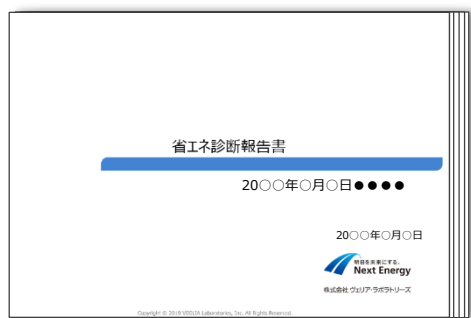 省エネ診断報告書
20○○年○月○日●●●●
20○○年○月○日
明日を未来にする。
Next Energy
株式会社 ヴェリア・ラボラトリーズ
Copyright © 2019 VELIA Laboratories, Inc. All Rights Reserved.